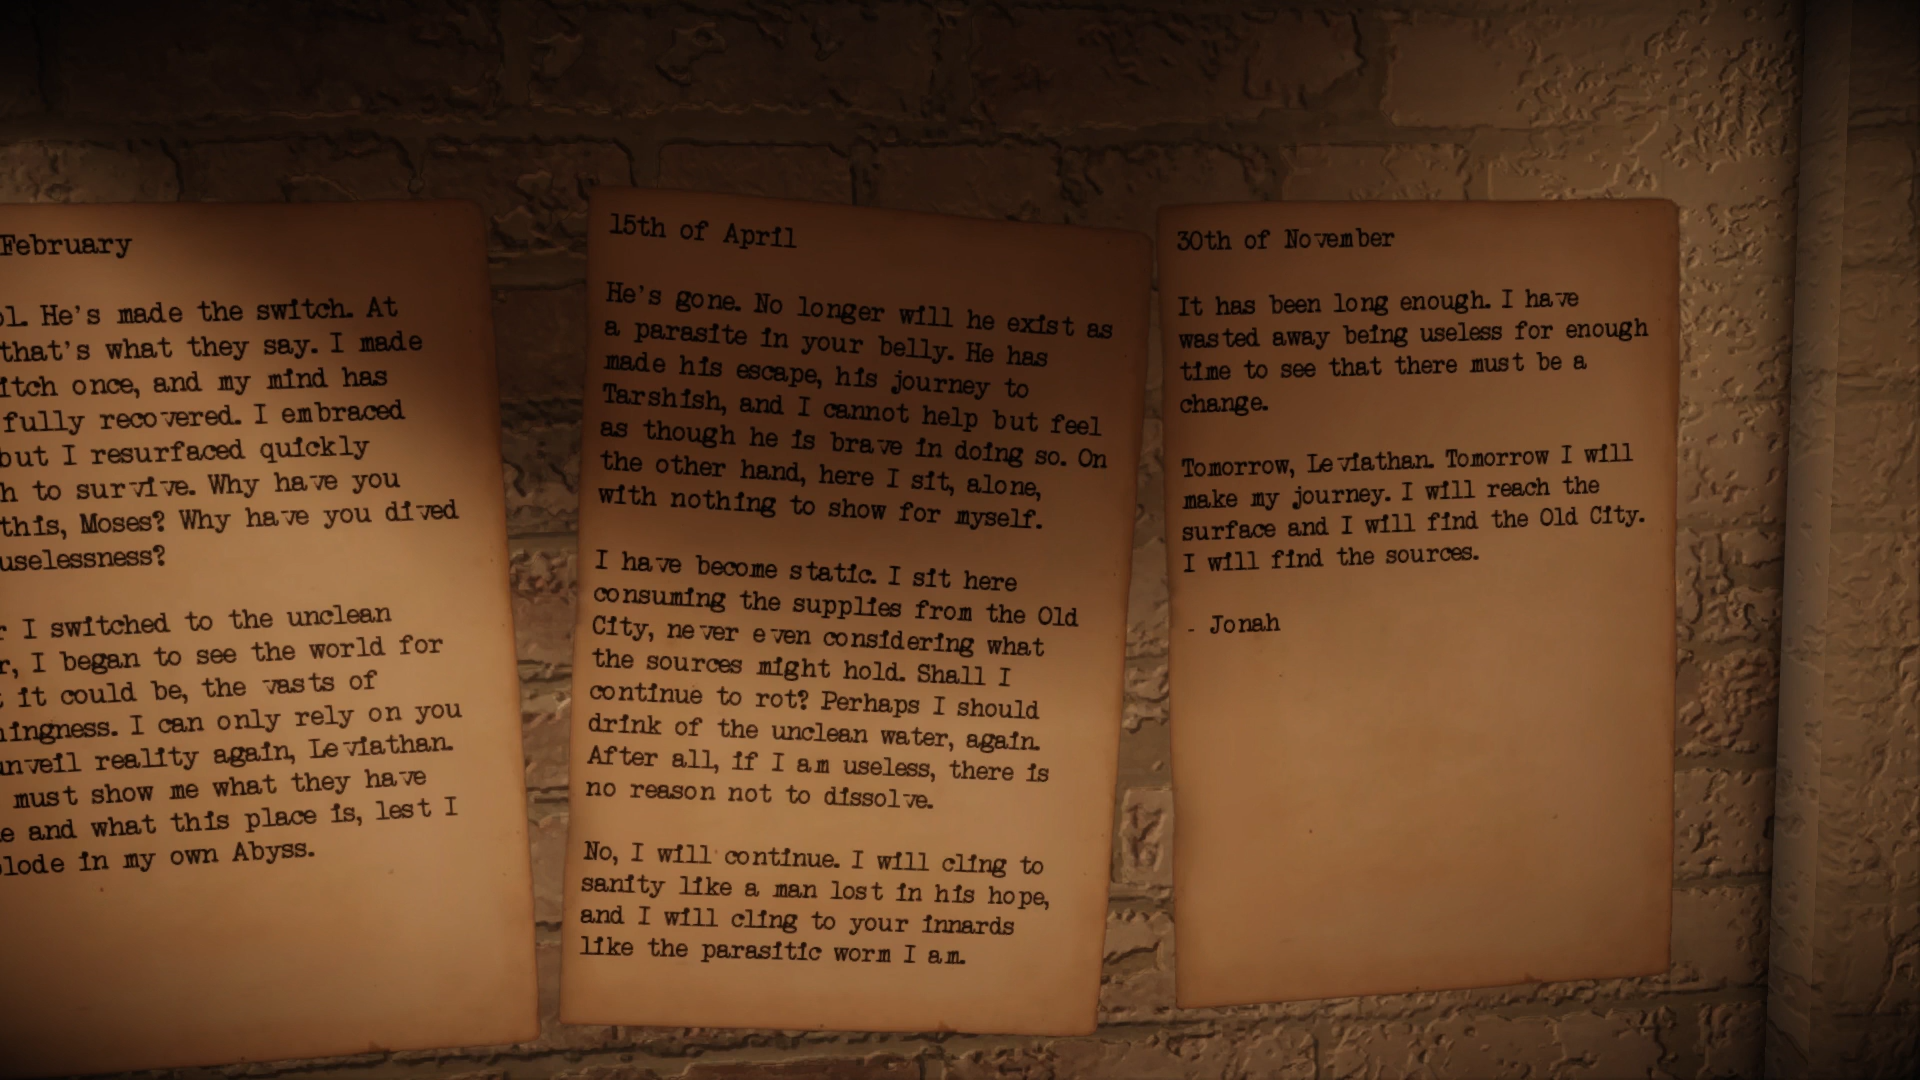 February
He's made the switch. At
that's what they say. I made
once, and my mind has
fully recovered. I embraced
but I resurfaced quickly
to survive. Why have you
this, Moses? Why have you dived
uselessness?
I switched to the unclean
I began to see the world for
it could be, the vasts of
I can only rely on you
unveil reality again, Leviathan.
must show me what they have
and what this place is, lest I
in my own Abyss.
15th of April
He's gone. No longer will he exist as
a parasite in your belly. He has
made his escape, his journey to
Tarshish, and I cannot help but feel
as though he is brave in doing so. On
the other hand, here I sit, alone,
with nothing to show for myself.
I have become static. I sit here
consuming the supplies from the Old
City, never even considering what
the sources might hold. Shall I
continue to rot? Perhaps I should
drink of the unclean water, again.
After all, if I am useless, there is
no reason not to dissolve.
No, I will continue. I will cling to
sanity like a man lost in his hope,
and I will cling to your innards
like the parasitic worm I am.
30th of November
It has been long enough. I have
wasted away being useless for enough
time to see that there must be a
change.
Tomorrow, Leviathan. Tomorrow I will
make my journey. I will reach the
surface and I will find the Old City.
I will find the sources.
- Jonah